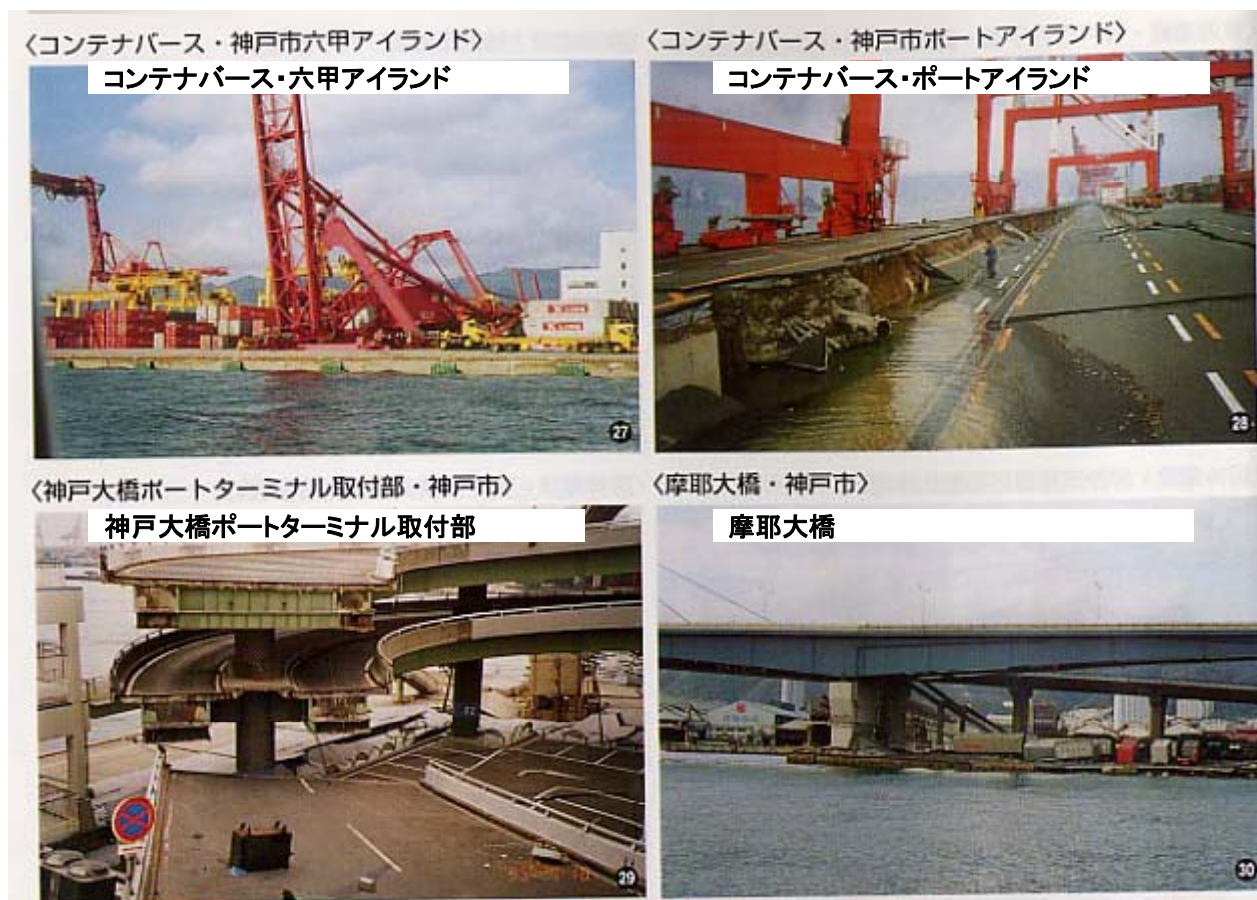 〈コンテナバース・神戸市六甲アイランド〉
コンテナバース・六甲アイランド
27
〈コンテナバース・神戸市ポートアイランド〉
コンテナバース・ポートアイランド
28
〈神戸大橋ポートターミナル取付部・神戸市〉
神戸大橋ポートターミナル取付部
29
〈摩耶大橋・神戸市〉
摩耶大橋
30